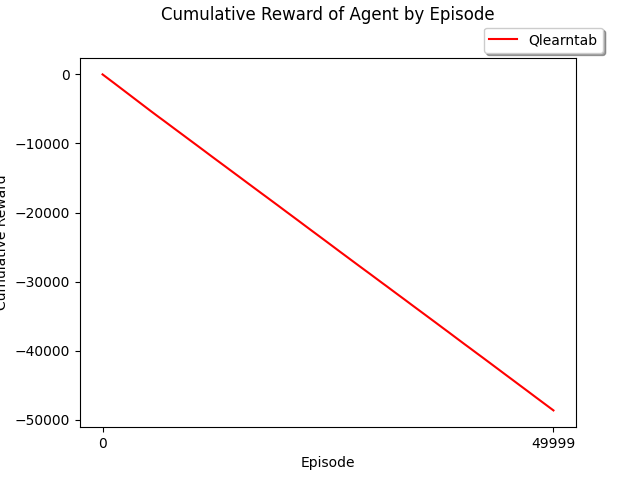 Cumulative Reward of Agent by Episode
Qlearntab
0
−10000
−20000
−30000
−40000
−50000
Cumulative Reward
0
49999
Episode